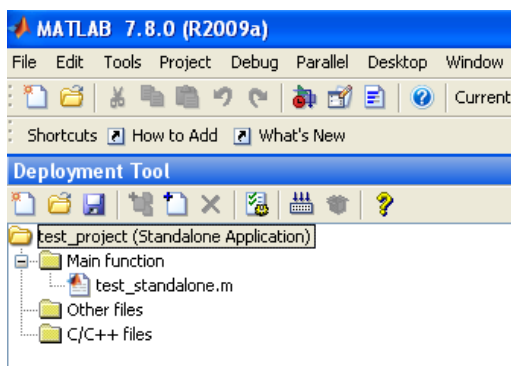 MATLAB 7.8.0 (R2009a)
File Edit Tools Project Debug Parallel Desktop Window
Current
Shortcuts How to Add What's New
Deployment Tool
test_project (Standalone Application)
Main function
test_standalone.m
Other files
C/C++ files